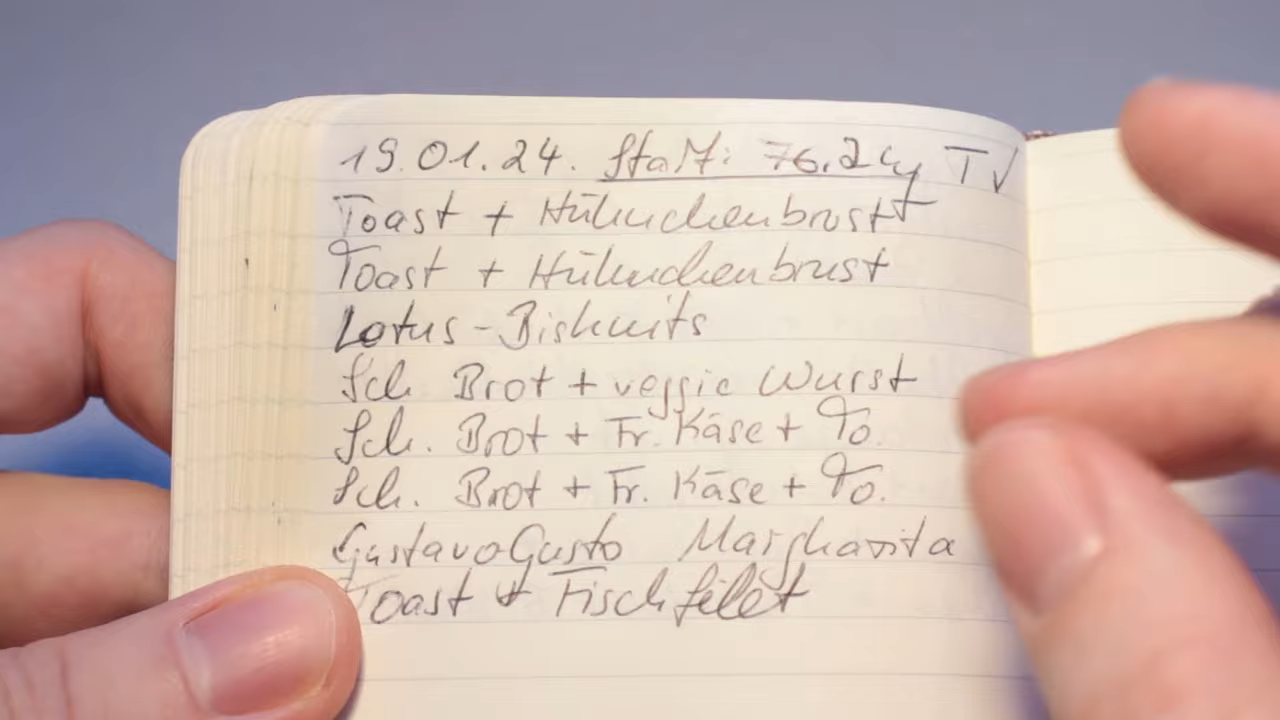 19.01.24. Start: 76,2kg TV
Toast + Hühnchenbrust
Toast + Hühnchenbrust
Lotus-Biskuits
Sch. Brot + veggie Wurst
Sch. Brot + Fr. Käse + To.
Sch. Brot + Fr. Käse + To.
GustavoGusto Margharita
Toast + Fischfilet